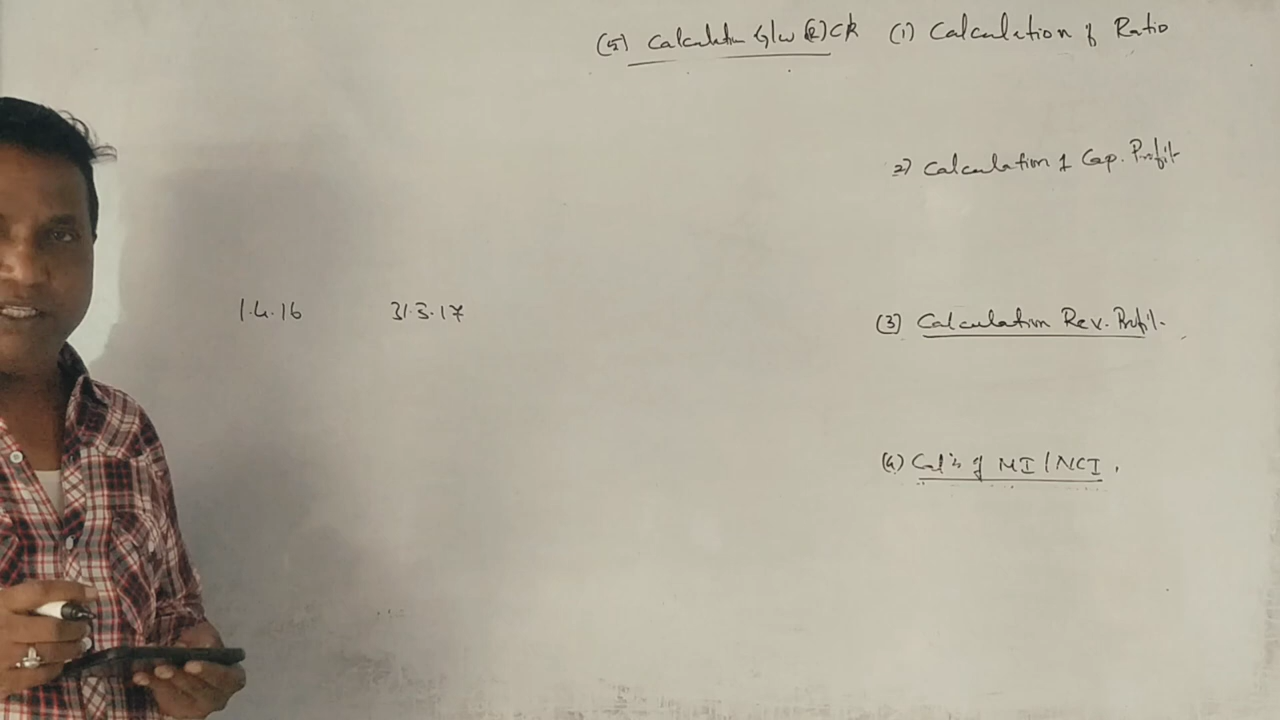 (5) Calculation G/w (R) CR
(1) Calculation of Ratio
2) Calculation of Cap. Profit
1.4.16 31.3.17
(3) Calculation Rev. Profit.
(4) Cal's of MI/NCI.